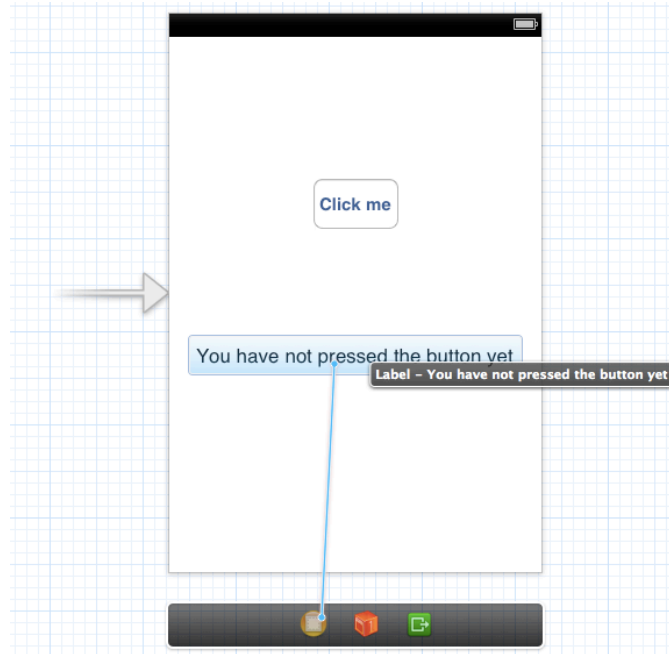 Click me
You have not pressed the button yet
Label – You have not pressed the button yet